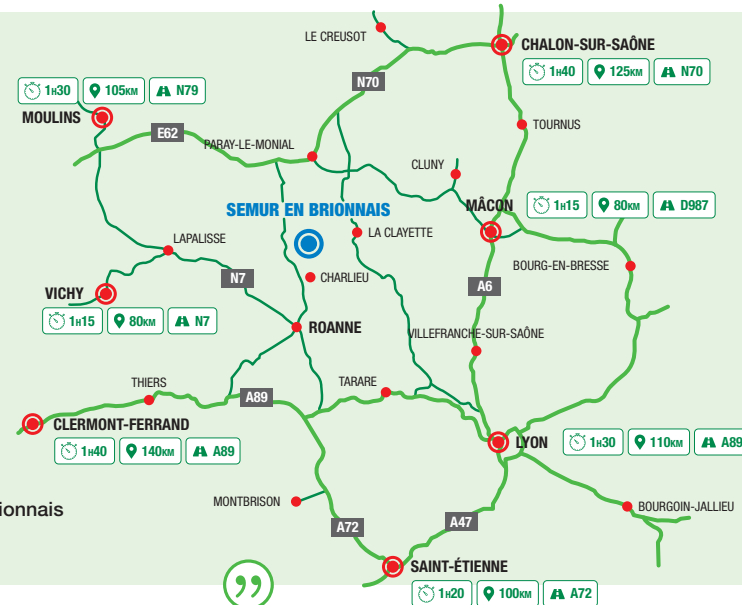 LE CREUSOT
CHALON-SUR-SAÔNE
1H40 125KM N70
1H30 105KM N79
MOULINS
N70
TOURNUS
E62
PARAY-LE-MONIAL
CLUNY
SEMUR EN BRIONNAIS
MÂCON
1H15 80KM D987
LA CLAYETTE
LAPALISSE
BOURG-EN-BRESSE
N7
CHARLIEU
A6
VICHY
1H15 80KM N7
ROANNE
VILLEFRANCHE-SUR-SAÔNE
THIERS
TARARE
A89
CLERMONT-FERRAND
1H40 140KM A89
LYON
1H30 110KM A89
ionnais
MONTBRISON
A72
A47
BOURGOIN-JALLIEU
SAINT-ÉTIENNE
1H20 100KM A72
”